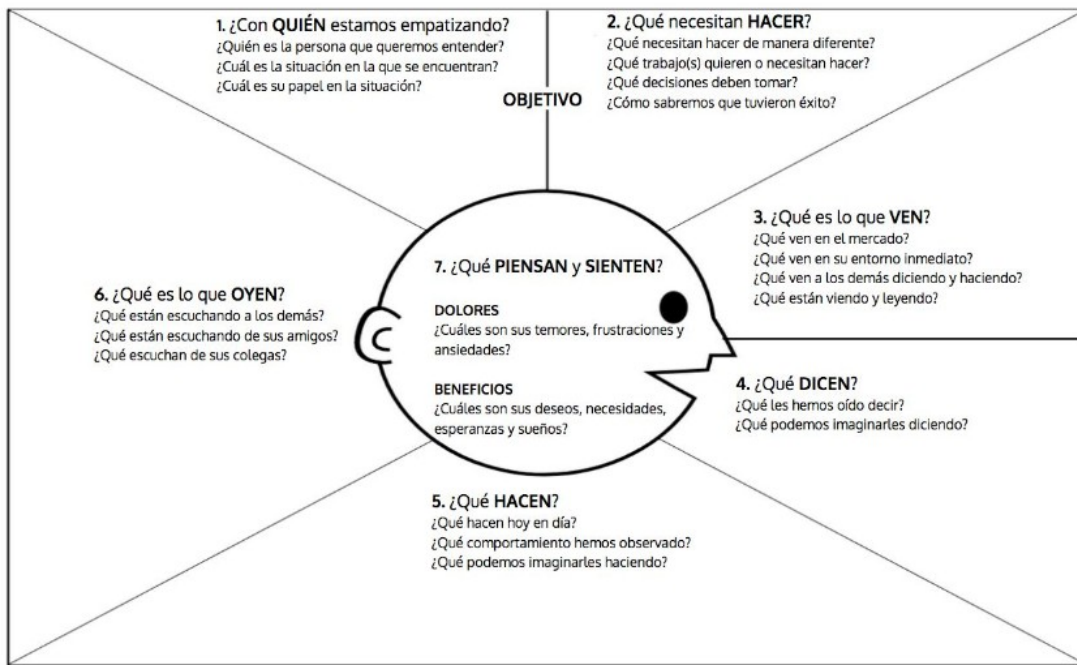 1. ¿Con QUIÉN estamos empatizando?
¿Quién es la persona que queremos entender?
¿Cuál es la situación en la que se encuentran?
¿Cuál es su papel en la situación?
OBJETIVO
2. ¿Qué necesitan HACER?
¿Qué necesitan hacer de manera diferente?
¿Qué trabajo(s) quieren o necesitan hacer?
¿Qué decisiones deben tomar?
¿Cómo sabremos que tuvieron éxito?
3. ¿Qué es lo que VEN?
¿Qué ven en el mercado?
¿Qué ven en su entorno inmediato?
¿Qué ven a los demás diciendo y haciendo?
¿Qué están viendo y leyendo?
4. ¿Qué DICEN?
¿Qué les hemos oído decir?
¿Qué podemos imaginarles diciendo?
5. ¿Qué HACEN?
¿Qué hacen hoy en día?
¿Qué comportamiento hemos observado?
¿Qué podemos imaginarles haciendo?
6. ¿Qué es lo que OYEN?
¿Qué están escuchando a los demás?
¿Qué están escuchando de sus amigos?
¿Qué escuchan de sus colegas?
7. ¿Qué PIENSAN y SIENTEN?
DOLORES
¿Cuáles son sus temores, frustraciones y
ansiedades?
BENEFICIOS
¿Cuáles son sus deseos, necesidades,
esperanzas y sueños?